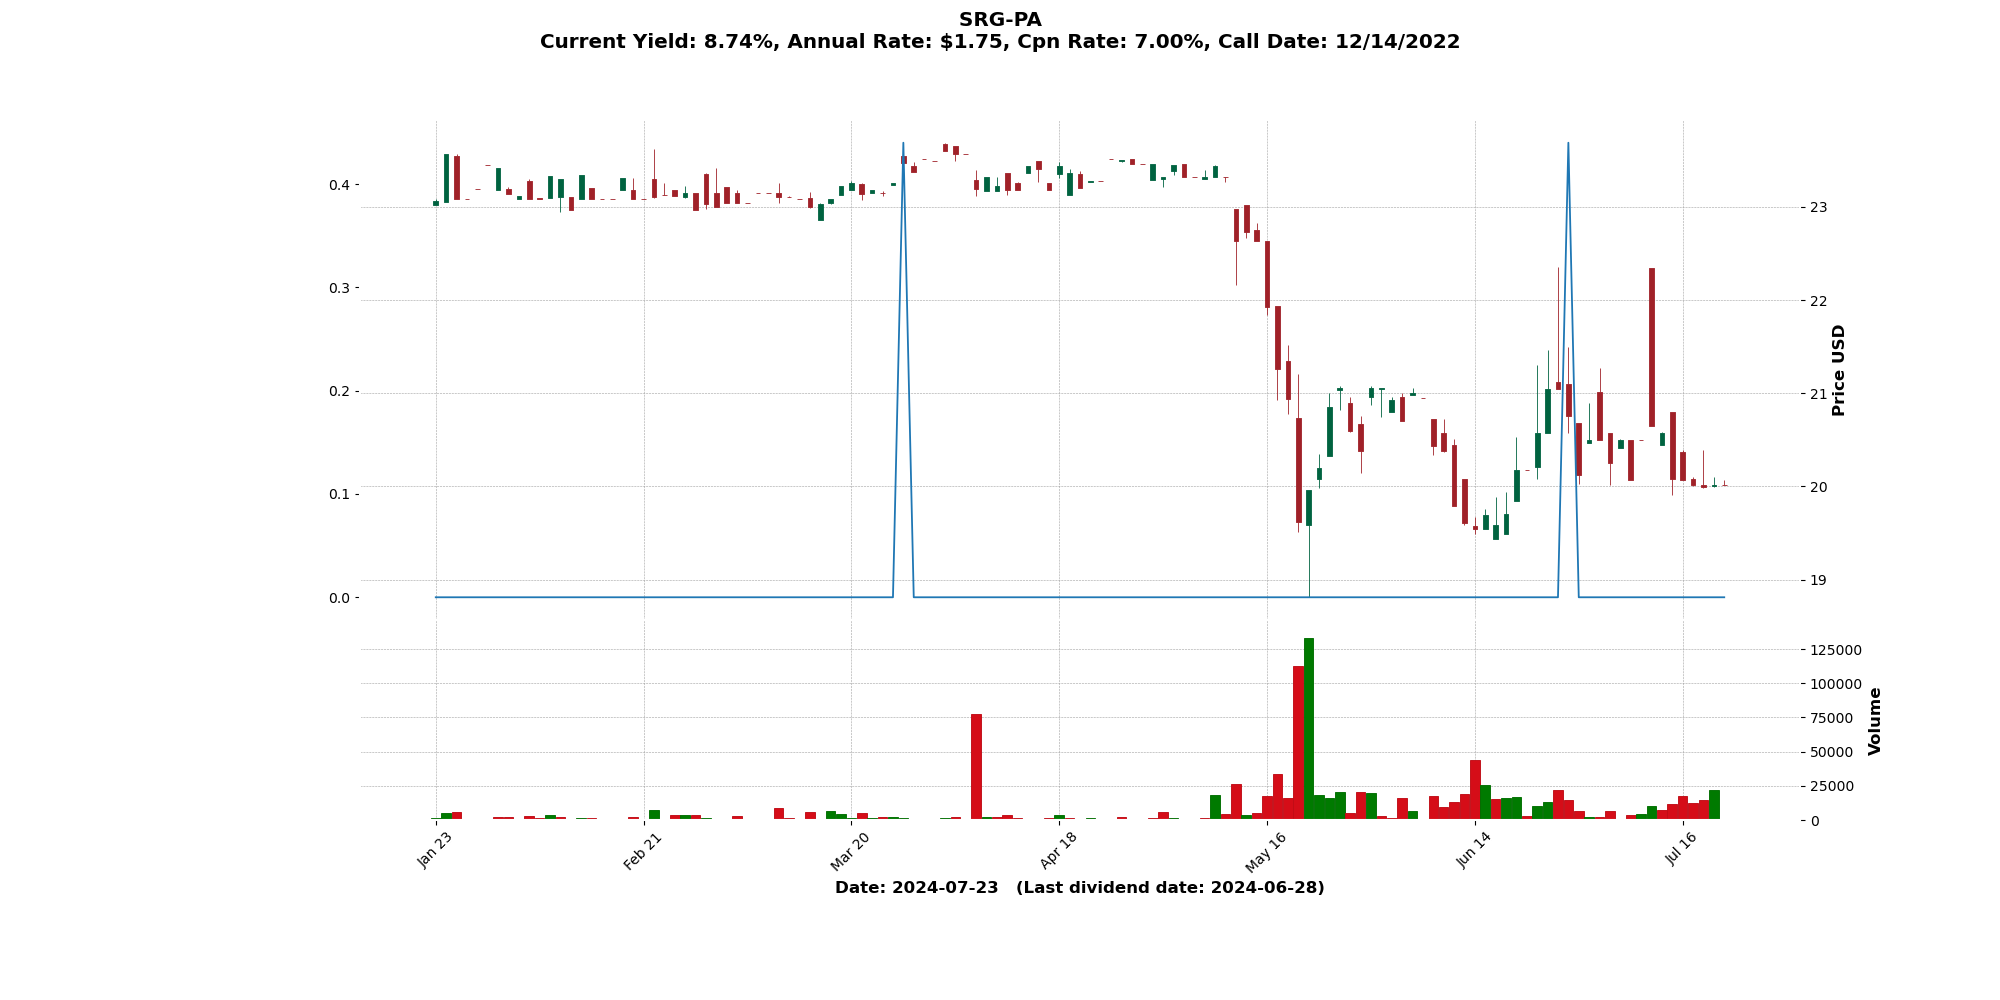 SRG-PA
Current Yield: 8.74%, Annual Rate: $1.75, Cpn Rate: 7.00%, Call Date: 12/14/2022
0.4
0.3
0.2
0.1
0.0
23
22
21
20
19
Price USD
125000
100000
75000
50000
25000
0
Volume
Jan 23
Feb 21
Mar 20
Apr 18
May 16
Jun 14
Jul 16
Date: 2024-07-23 (Last dividend date: 2024-06-28)